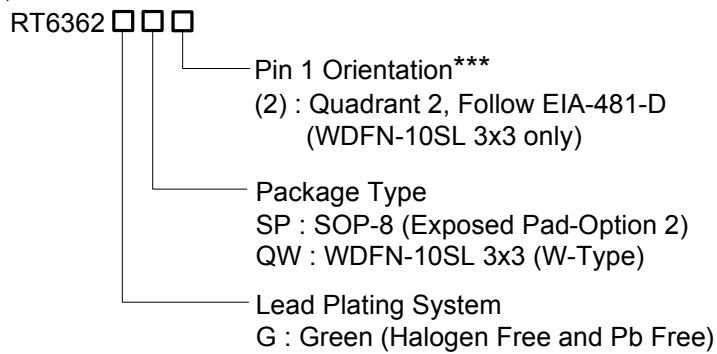 RT6362
Pin 1 Orientation***
(2) : Quadrant 2, Follow EIA-481-D
(WDFN-10SL 3x3 only)
Package Type
SP : SOP-8 (Exposed Pad-Option 2)
QW : WDFN-10SL 3x3 (W-Type)
Lead Plating System
G : Green (Halogen Free and Pb Free)